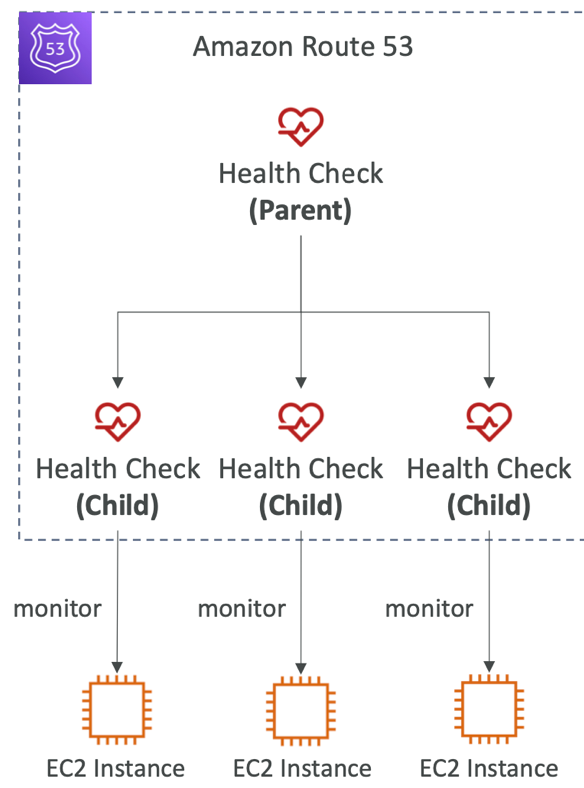 53
Amazon Route 53
Health Check
(Parent)
Health Check
(Child)
Health Check
(Child)
Health Check
(Child)
monitor
monitor
monitor
EC2 Instance
EC2 Instance
EC2 Instance